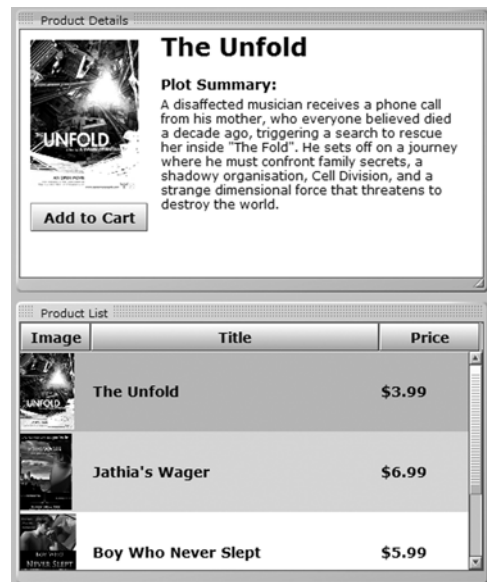 Product Details
The Unfold
UNFOLD
Plot Summary:
A disaffected musician receives a phone call
from his mother, who everyone believed died
a decade ago, triggering a search to rescue
her inside "The Fold". He sets off on a journey
where he must confront family secrets, a
shadowy organisation, Cell Division, and a
strange dimensional force that threatens to
destroy the world.
Add to Cart
Product List
Image Title Price
UNFOLD
The Unfold $3.99
Jathia's Wager $6.99
BOY WHO
NEVER SLEPT
Boy Who Never Slept $5.99